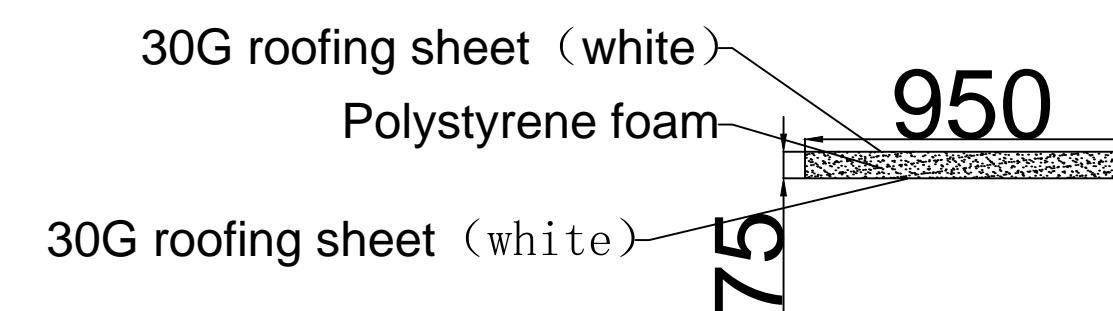 30G roofing sheet（white）
950
Polystyrene foam
30G roofing sheet（white）
75